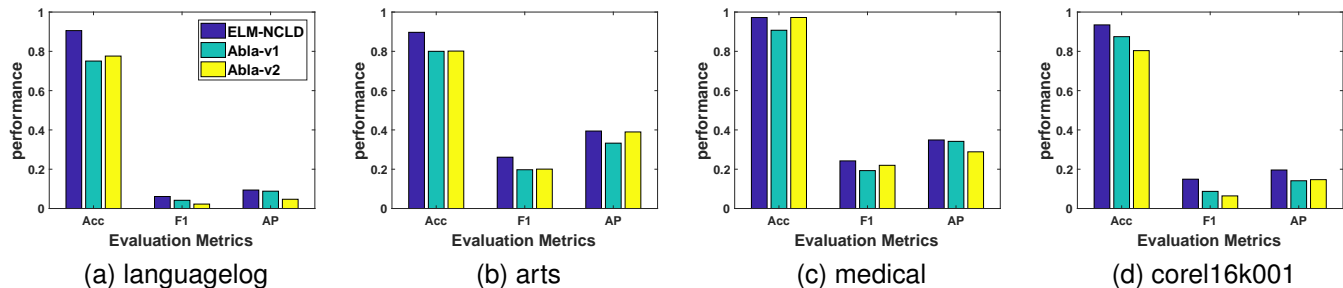 performance
1
0.8
0.6
0.4
0.2
0
ELM-NCLD
Abla-v1
Abla-v2
Acc F1 AP
Evaluation Metrics
(a) languagelog
performance
1
0.8
0.6
0.4
0.2
0
Acc F1 AP
Evaluation Metrics
(b) arts
performance
1
0.8
0.6
0.4
0.2
0
Acc F1 AP
Evaluation Metrics
(c) medical
performance
1
0.8
0.6
0.4
0.2
0
Acc F1 AP
Evaluation Metrics
(d) corel16k001